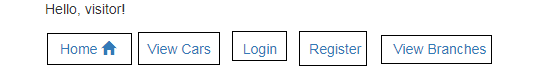 Hello, visitor!
Home View Cars Login Register View Branches